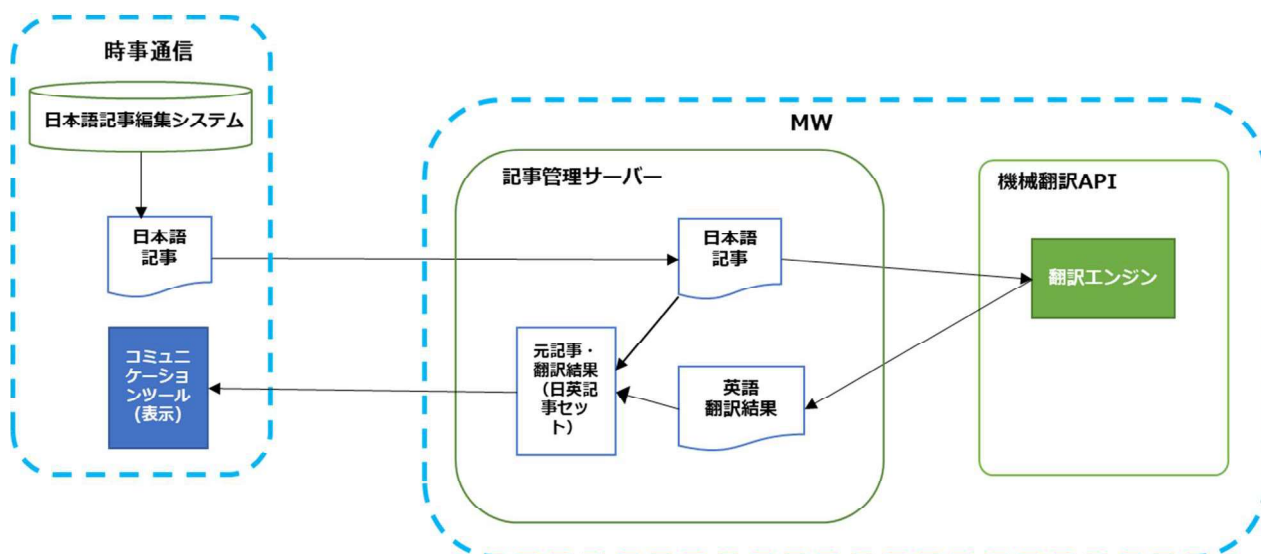 時事通信
日本語記事編集システム
日本語
記事
コミュニ
ケーショ
ンツール
(表示)
MW
記事管理サーバー
日本語
記事
元記事・
翻訳結果
（日英記
事セッ
ト）
英語
翻訳結果
機械翻訳API
翻訳エンジン